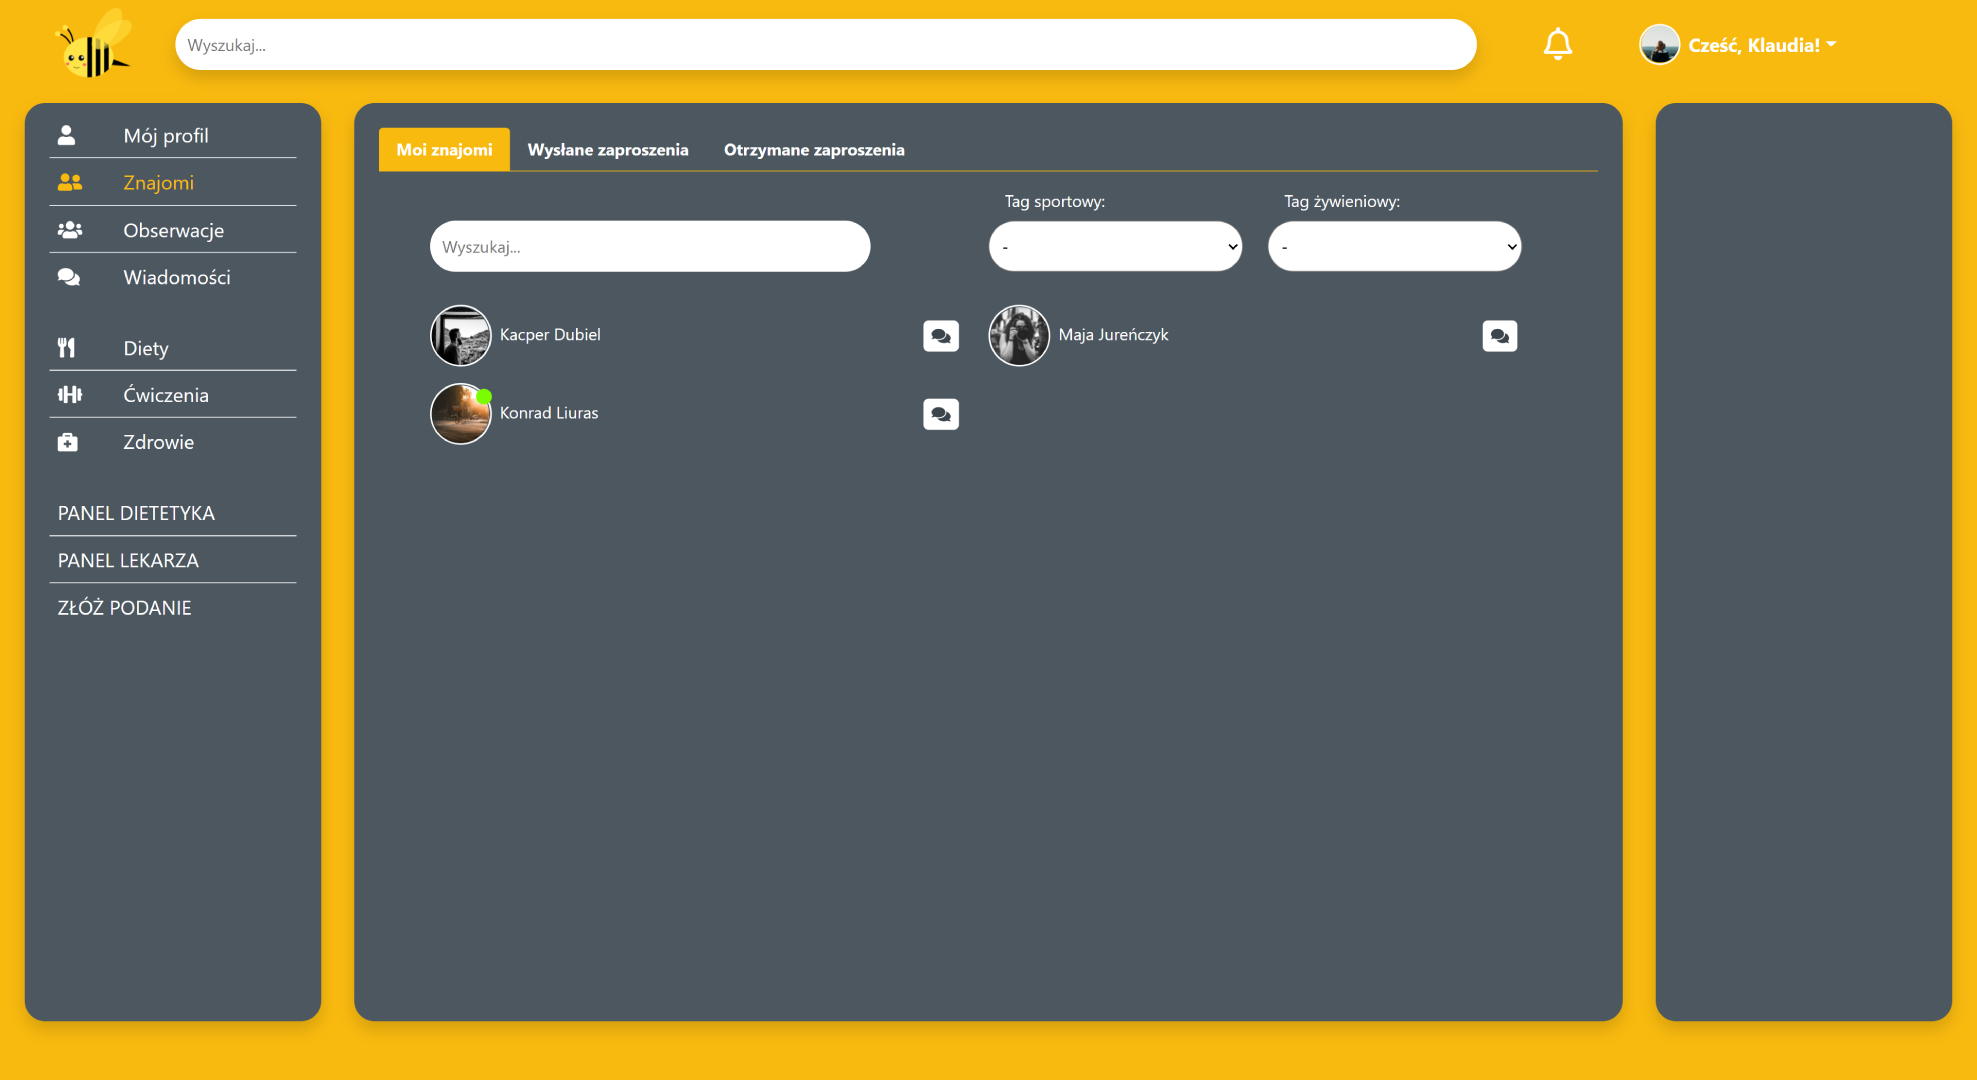 Wyszukaj...
Cześć, Klaudia!
Mój profil
Znajomi
Obserwacje
Wiadomości
Diety
Ćwiczenia
Zdrowie
PANEL DIETETYKA
PANEL LEKARZA
ZŁÓŻ PODANIE
Moi znajomi
Wysłane zaproszenia
Otrzymane zaproszenia
Tag sportowy:
Tag żywieniowy:
Wyszukaj...
-
-
Kacper Dubiel
Maja Jureńczyk
Konrad Liuras